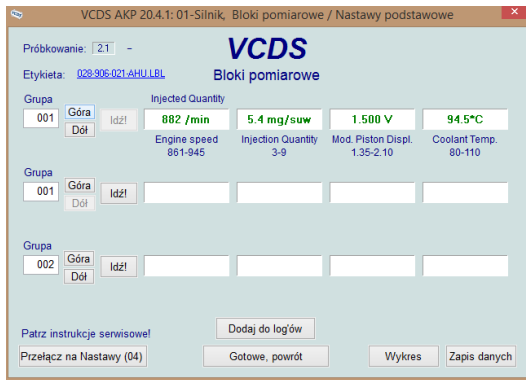 VCDS AKP 20.4.1: 01-Silnik, Bloki pomiarowe / Nastawy podstawowe
Próbkowanie: 2.1 -
VCDS
Etykieta: 028-906-021-AHU.LBL
Bloki pomiarowe
Grupa
Injected Quantity
001 Góra Dół Idź! 882 /min 5.4 mg/suw 1.500 V 94.5*C
Engine speed Injection Quantity Mod. Piston Displ. Coolant Temp.
861-945 3-9 1.35-2.10 80-110
Grupa
001 Góra Dół Idź!
Grupa
002 Góra Dół Idź!
Patrz instrukcje serwisowe!
Dodaj do log'ów
Przełącz na Nastawy (04) Gotowe, powrót Wykres Zapis danych